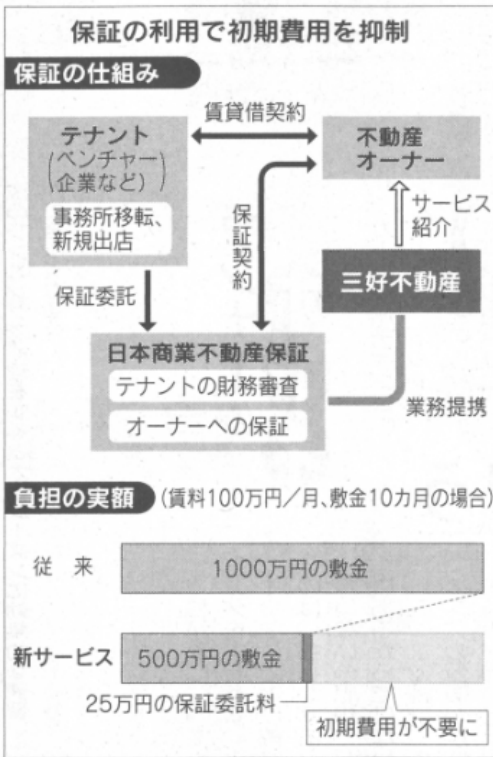 保証の利用で初期費用を抑制
保証の仕組み
賃貸借契約
テナント
(ベンチャー
企業など)
事務所移転、
新規出店
不動産
オーナー
サービス
紹介
保証契約
保証委託
三好不動産
日本商業不動産保証
テナントの財務審査
オーナーへの保証
業務提携
負担の実額 (賃料100万円/月、敷金10カ月の場合)
従 来
1000万円の敷金
新サービス
500万円の敷金
25万円の保証委託料
初期費用が不要に